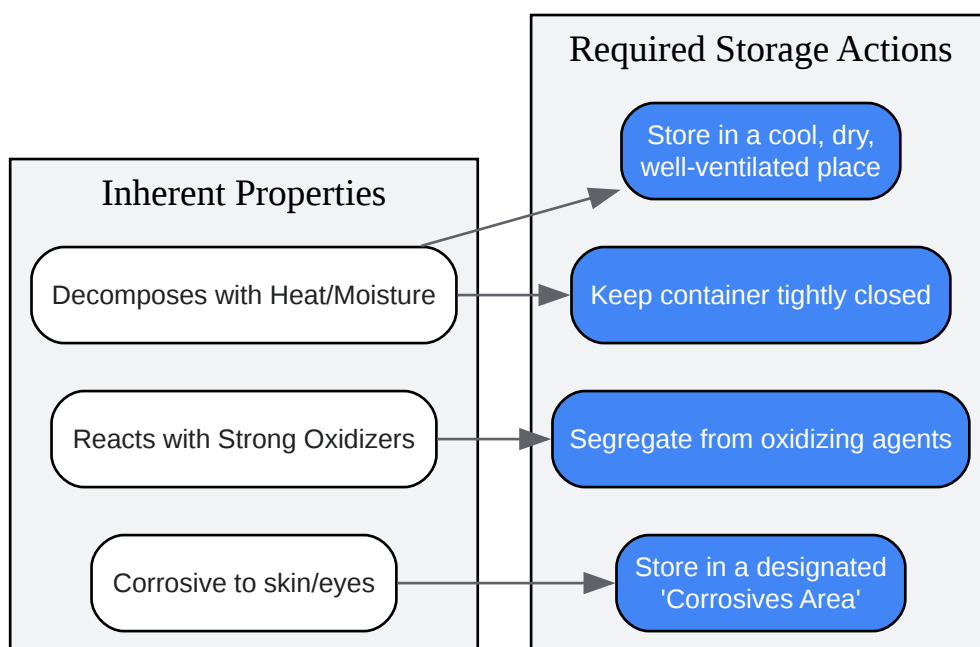 Inherent Properties
Decomposes with Heat/Moisture
Reacts with Strong Oxidizers
Corrosive to skin/eyes
Required Storage Actions
Store in a cool, dry,
well-ventilated place
Keep container tightly closed
Segregate from oxidizing agents
Store in a designated
'Corrosives Area'